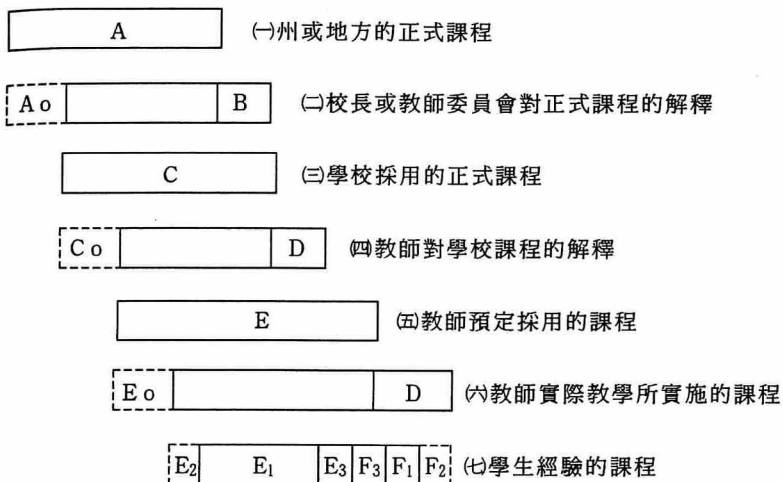 A ㈠州或地方的正式課程
Ao B ㈡校長或教師委員會對正式課程的解釋
C ㈢學校採用的正式課程
Co D ㈣教師對學校課程的解釋
E ㈤教師預定採用的課程
Eo D ㈥教師實際教學所實施的課程
E₂ E₁ E₃ F₃ F₁ F₂ ㈦學生經驗的課程